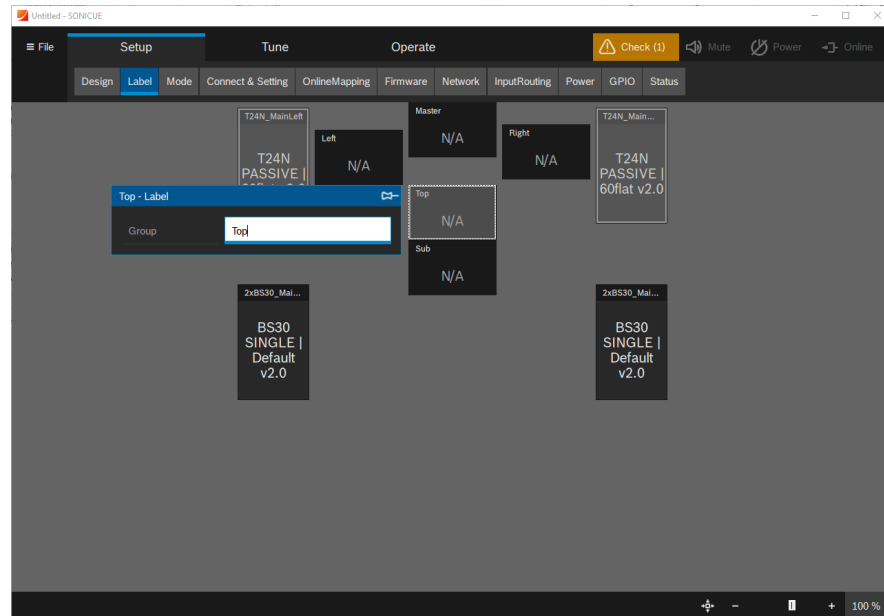 Untitled - SONICUE
≡ File
Setup
Tune
Operate
Check (1)
Mute
Power
Online
Design
Label
Mode
Connect & Setting
OnlineMapping
Firmware
Network
InputRouting
Power
GPIO
Status
T24N_MainLeft
T24N
PASSIVE |
Left
N/A
Master
N/A
Right
N/A
T24N_Main...
T24N
PASSIVE |
60flat v2.0
Top - Label
Group
Top
Top
N/A
Sub
N/A
2xBS30_Mai...
BS30
SINGLE |
Default
v2.0
2xBS30_Mai...
BS30
SINGLE |
Default
v2.0
100 %